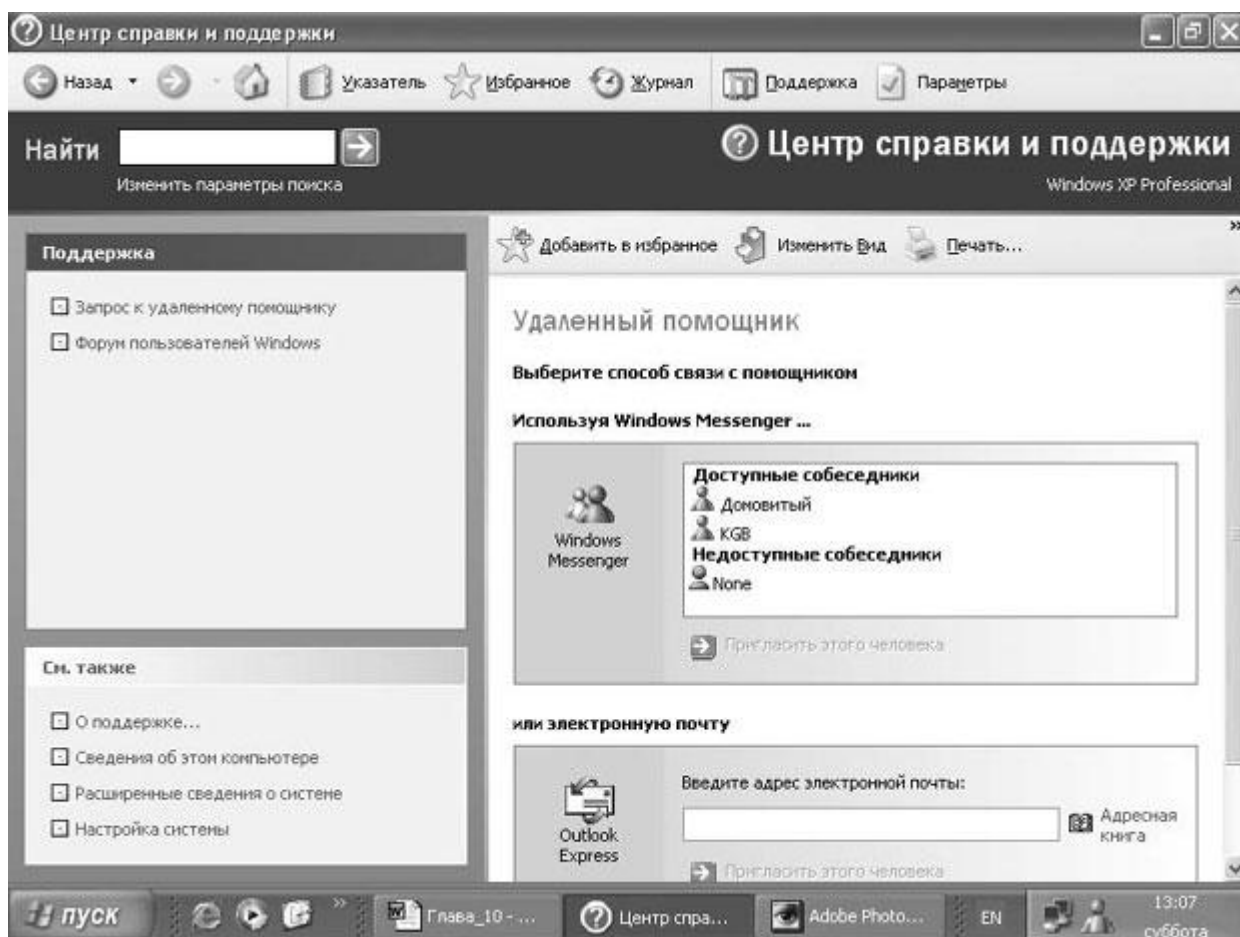 Центр справки и поддержки
Назад
Указатель
Избранное
Журнал
Поддержка
Параметры
Найти
Изменить параметры поиска
Центр справки и поддержки
Windows XP Professional
Поддержка
Запрос к удаленному помощнику
Форум пользователей Windows
См. также
О поддержке...
Сведения об этом компьютере
Расширенные сведения о системе
Настройка системы
Добавить в избранное
Изменить Вид
Печать...
Удаленный помощник
Выберите способ связи с помощником
Используя Windows Messenger ...
Windows
Messenger
Доступные собеседники
Домовитый
KGB
Недоступные собеседники
None
Пригласить этого человека
или электронную почту
Outlook
Express
Введите адрес электронной почты:
Адресная
книга
Пригласить этого человека
пуск
Глава_10 - ...
Центр спра...
Adobe Photo...
EN
13:07
суббота